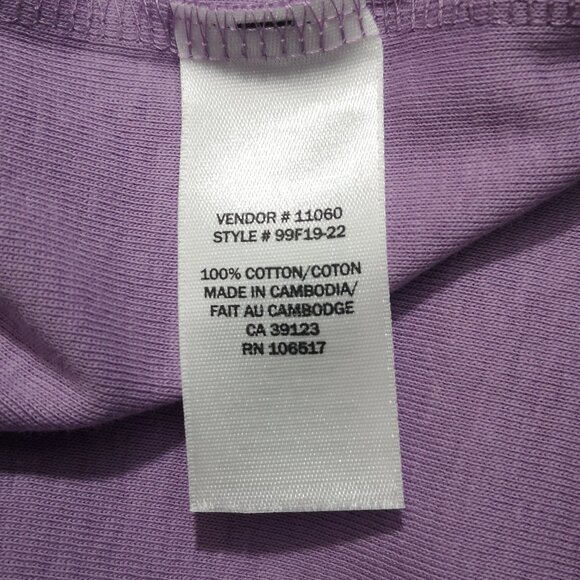 VENDOR # 11060
STYLE # 99F19-22
100% COTTON/COTON
MADE IN CAMBODIA/
FAIT AU CAMBODGE
CA 39123
RN 106517